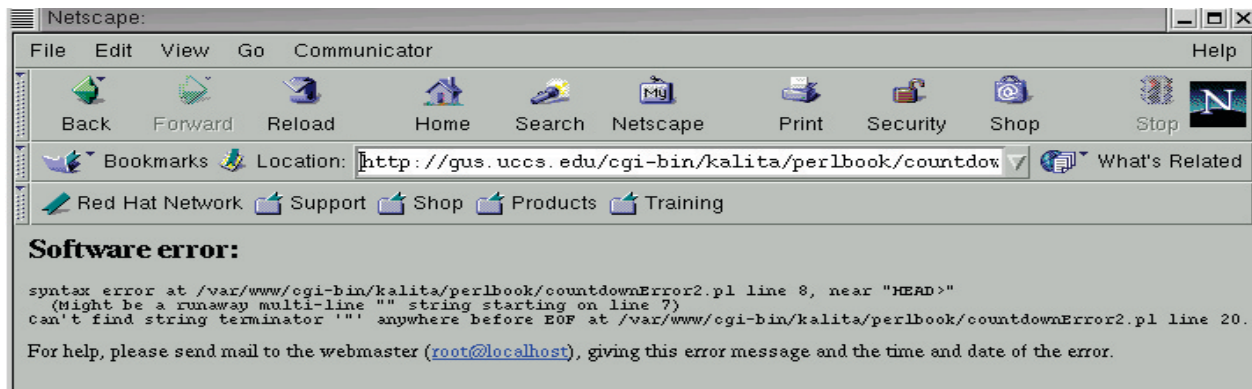 Netscape:
File Edit View Go Communicator Help
Back Forward Reload Home Search Netscape Print Security Shop Stop
My
N
Bookmarks Location: http://gus.uccs.edu/cgi-bin/kalita/perlbook/countdow What's Related
Red Hat Network Support Shop Products Training
Software error:
syntax error at /var/www/cgi-bin/kalita/perlbook/countdownError2.pl line 8, near "HEAD>"
(Might be a runaway multi-line "" string starting on line 7)
Can't find string terminator '"' anywhere before EOF at /var/www/cgi-bin/kalita/perlbook/countdownError2.pl line 20.
For help, please send mail to the webmaster (root@localhost), giving this error message and the time and date of the error.